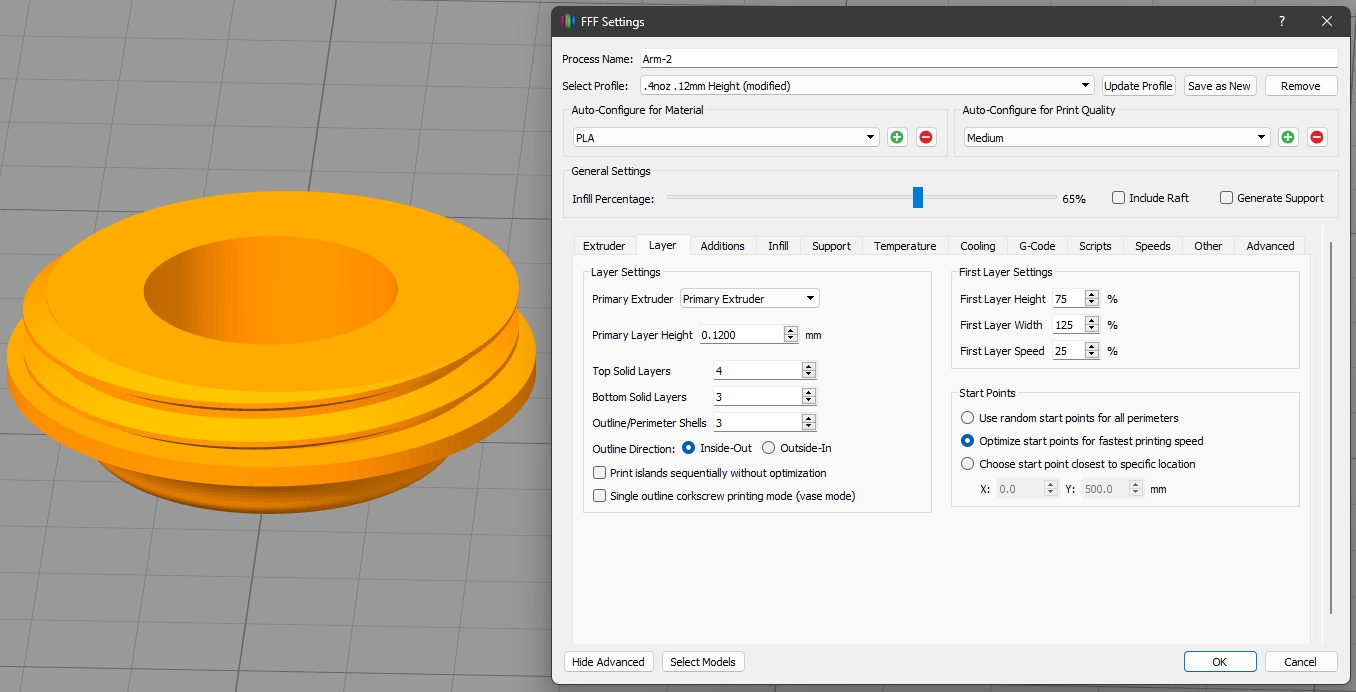 FFF Settings ?
Process Name: Arm-2
Select Profile: .4noz .12mm Height (modified) Update Profile Save as New Remove
Auto-Configure for Material Auto-Configure for Print Quality
PLA Medium
General Settings
Infill Percentage: 65% Include Raft Generate Support
Extruder Layer Additions Infill Support Temperature Cooling G-Code Scripts Speeds Other Advanced
Layer Settings
Primary Extruder Primary Extruder
Primary Layer Height 0.1200 mm
Top Solid Layers 4
Bottom Solid Layers 3
Outline/Perimeter Shells 3
Outline Direction: Inside-Out Outside-In
Print islands sequentially without optimization
Single outline corkscrew printing mode (vase mode)
First Layer Settings
First Layer Height 75 %
First Layer Width 125 %
First Layer Speed 25 %
Start Points
Use random start points for all perimeters
Optimize start points for fastest printing speed
Choose start point closest to specific location
X: 0.0 Y: 500.0 mm
Hide Advanced Select Models OK Cancel